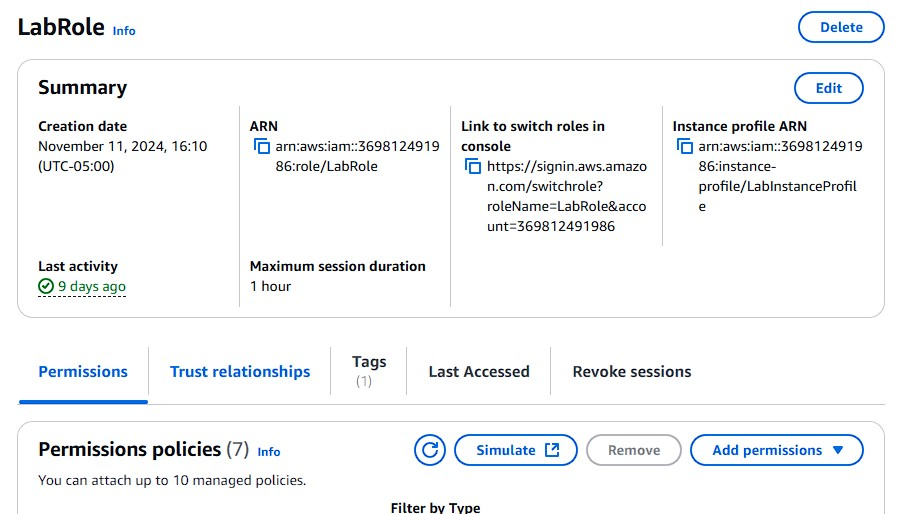 LabRole Info
Delete
Summary
Edit
Creation date
November 11, 2024, 16:10
(UTC-05:00)
ARN
arn:aws:iam::3698124919
86:role/LabRole
Link to switch roles in
console
https://signin.aws.amazo
n.com/switchrole?
roleName=LabRole&acco
unt=369812491986
Instance profile ARN
arn:aws:iam::3698124919
86:instance-
profile/LabInstanceProfil
e
Last activity
9 days ago
Maximum session duration
1 hour
Permissions
Trust relationships
Tags
(1)
Last Accessed
Revoke sessions
Permissions policies (7) Info
Simulate
Remove
Add permissions
You can attach up to 10 managed policies.
Filter by Type